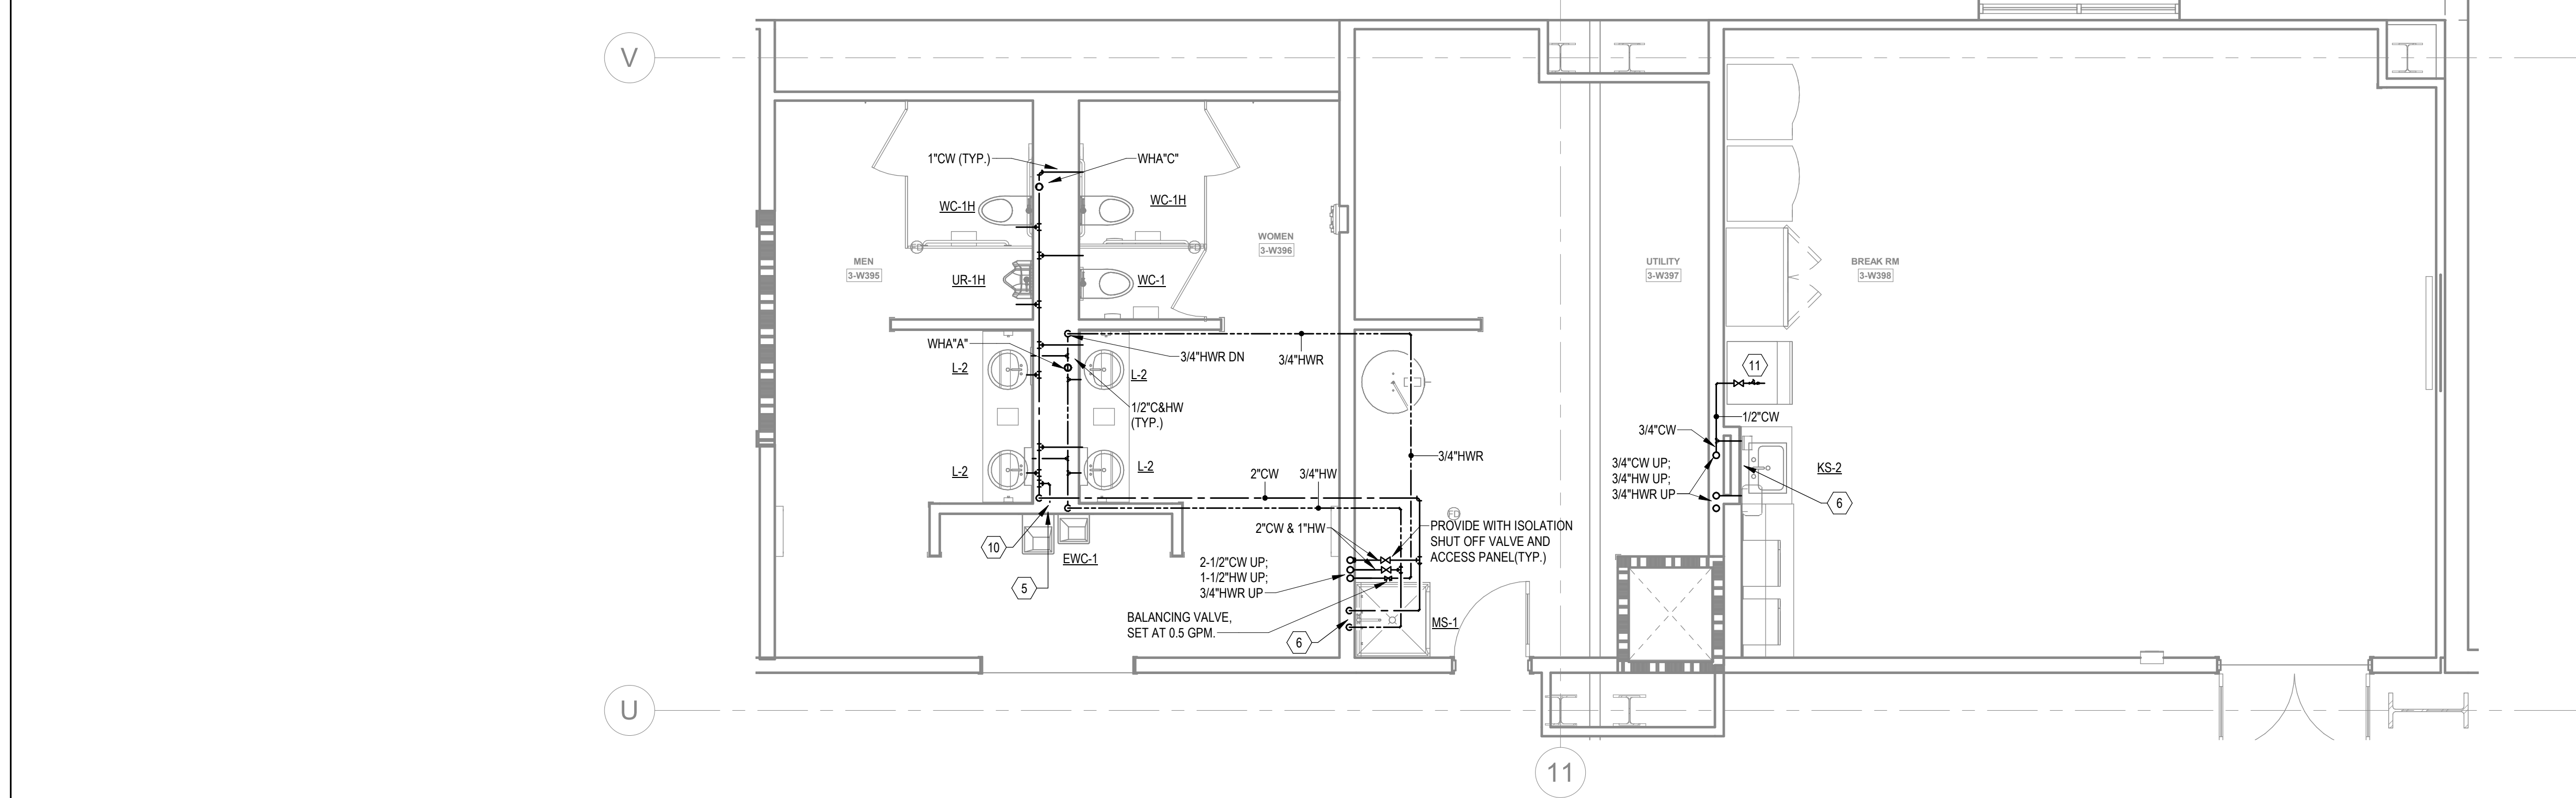 V
1"CW (TYP.)
WHA"C"
WC-1H
WC-1H
WOMEN
3-W396
MEN
3-W395
FD
FD
UR-1H
WC-1
UTILITY
3-W397
BREAK RM
3-W398
WHA"A"
3/4"HWR DN
3/4"HWR
L-2
L-2
11
1/2"C&HW
(TYP.)
1/2"CW
3/4"CW
3/4"HWR
L-2
L-2
2"CW
3/4"HW
3/4"CW UP;
3/4"HW UP;
3/4"HWR UP
KS-2
6
FD
2"CW & 1"HW
PROVIDE WITH ISOLATION
SHUT OFF VALVE AND
ACCESS PANEL(TYP.)
10
EWC-1
5
2-1/2"CW UP;
1-1/2"HW UP;
3/4"HWR UP
BALANCING VALVE,
SET AT 0.5 GPM.
6
MS-1
U
11